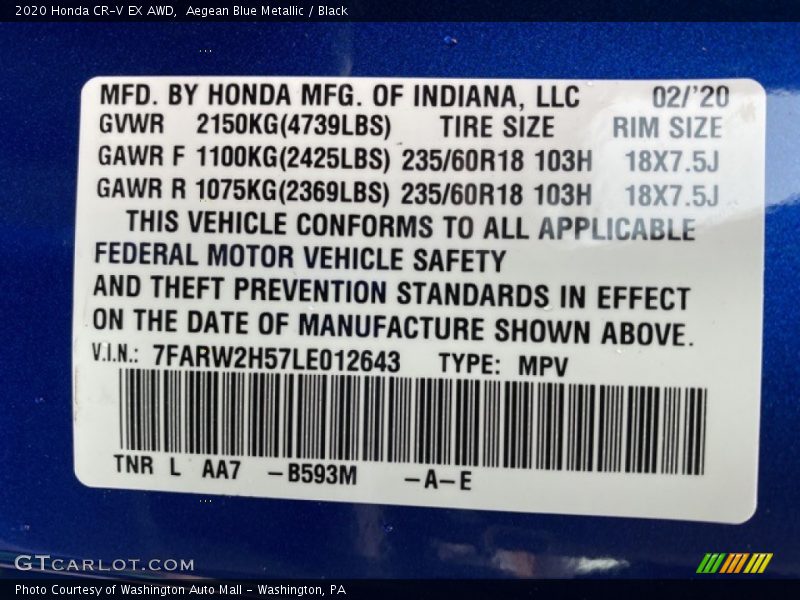 2020 Honda CR-V EX AWD, Aegean Blue Metallic / Black
MFD. BY HONDA MFG. OF INDIANA, LLC 02/'20
GVWR 2150KG(4739LBS) TIRE SIZE RIM SIZE
GAWR F 1100KG(2425LBS) 235/60R18 103H 18X7.5J
GAWR R 1075KG(2369LBS) 235/60R18 103H 18X7.5J
THIS VEHICLE CONFORMS TO ALL APPLICABLE
FEDERAL MOTOR VEHICLE SAFETY
AND THEFT PREVENTION STANDARDS IN EFFECT
ON THE DATE OF MANUFACTURE SHOWN ABOVE.
V.I.N.: 7FARW2H57LE012643 TYPE: MPV
TNR L AA7 -B593M -A-E
GTCARLOT.COM
Photo Courtesy of Washington Auto Mall - Washington, PA